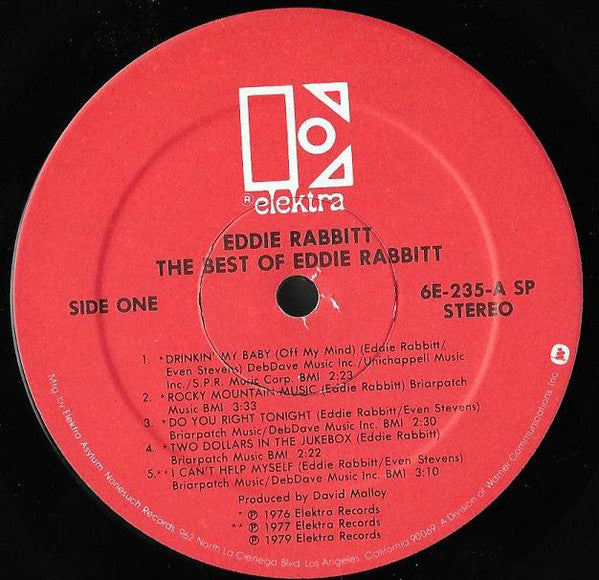 ® elektra
EDDIE RABBITT
THE BEST OF EDDIE RABBITT
SIDE ONE
6E-235-A SP
STEREO
1. *DRINKIN' MY BABY (Off My Mind) (Eddie Rabbitt/
Even Stevens) DebDave Music Inc./Unichappell Music
Inc./S.P.R. Music Corp. BMI 2:23
2. *ROCKY MOUNTAIN MUSIC (Eddie Rabbitt) Briarpatch
Music BMI 3:33
3. *DO YOU RIGHT TONIGHT (Eddie Rabbitt/Even Stevens)
Briarpatch Music/DebDave Music Inc. BMI 2:30
4. *TWO DOLLARS IN THE JUKEBOX (Eddie Rabbitt)
Briarpatch Music BMI 2:22
5. **I CAN'T HELP MYSELF (Eddie Rabbitt/Even Stevens)
Briarpatch Music/DebDave Music Inc. BMI 3:10
Produced by David Malloy
* ℗ 1976 Elektra Records
** ℗ 1977 Elektra Records
℗ 1979 Elektra Records
Mfg. by Elektra/Asylum/Nonesuch Records, 962 North La Cienega Blvd. Los Angeles, California 90069. A Division of Warner Communications Inc.